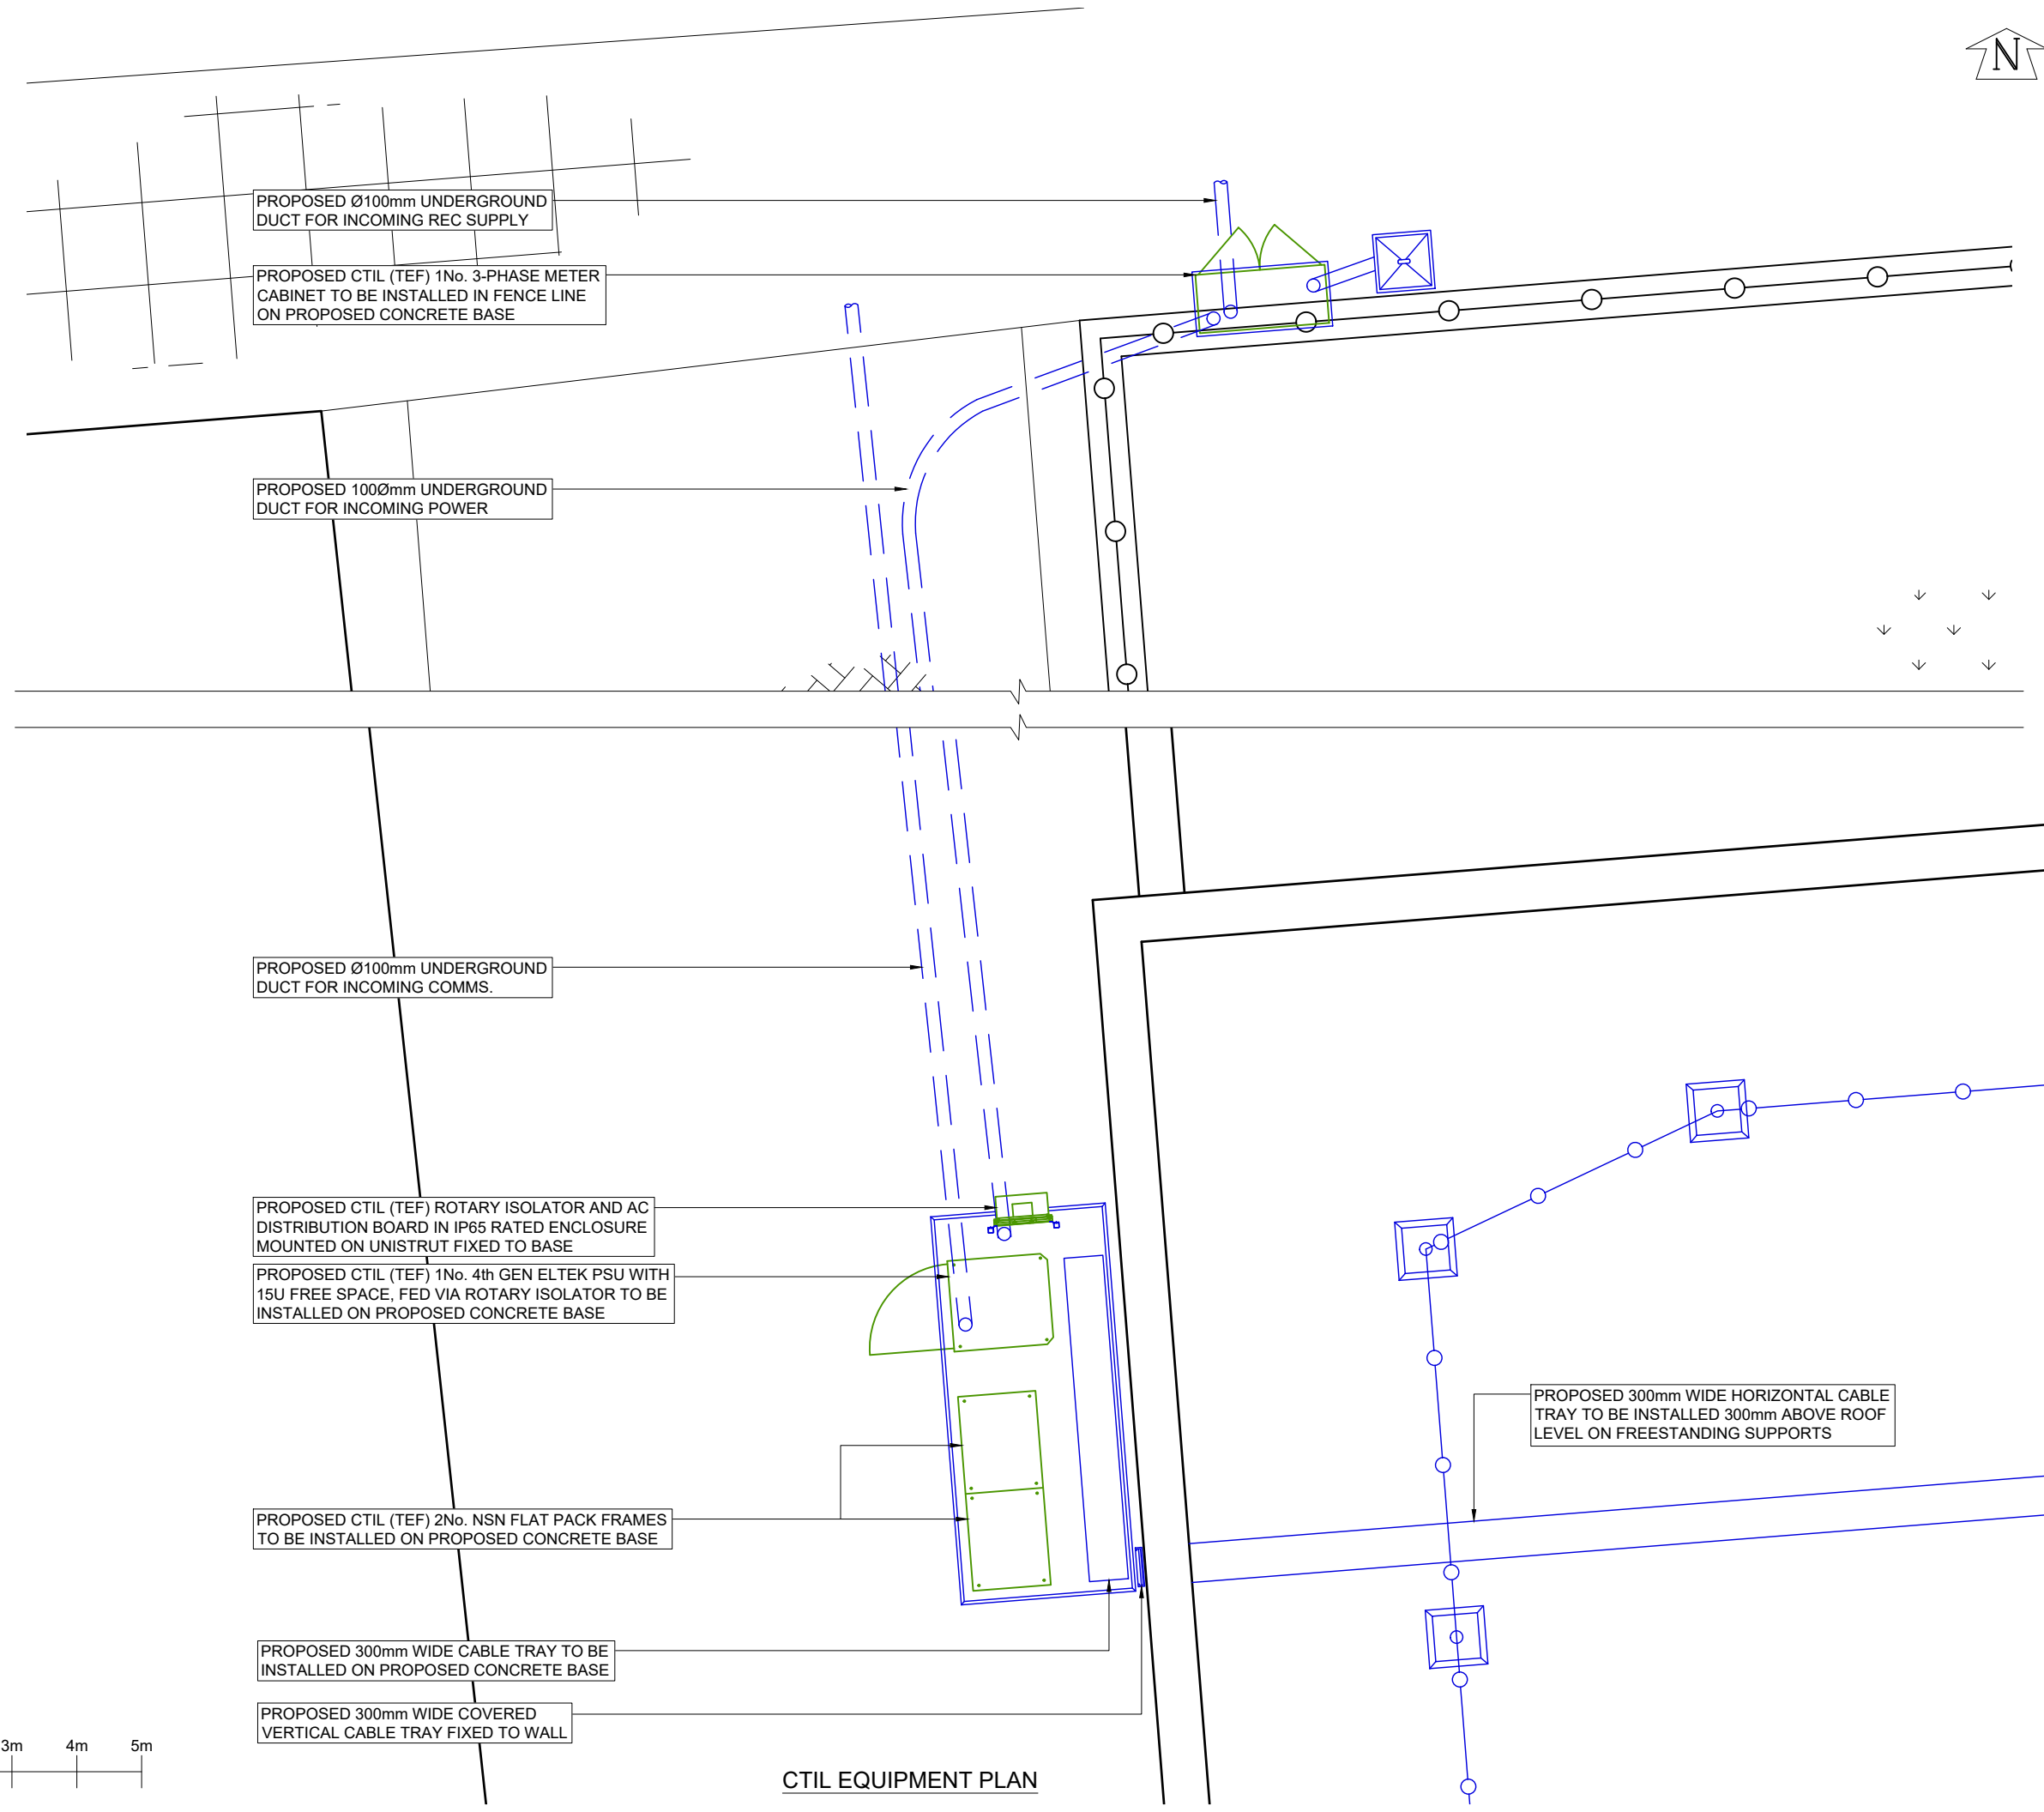 N
PROPOSED Ø100mm UNDERGROUND
DUCT FOR INCOMING REC SUPPLY
PROPOSED CTIL (TEF) 1No. 3-PHASE METER
CABINET TO BE INSTALLED IN FENCE LINE
ON PROPOSED CONCRETE BASE
PROPOSED 100Ømm UNDERGROUND
DUCT FOR INCOMING POWER
PROPOSED Ø100mm UNDERGROUND
DUCT FOR INCOMING COMMS.
PROPOSED CTIL (TEF) ROTARY ISOLATOR AND AC
DISTRIBUTION BOARD IN IP65 RATED ENCLOSURE
MOUNTED ON UNISTRUT FIXED TO BASE
PROPOSED CTIL (TEF) 1No. 4th GEN ELTEK PSU WITH
15U FREE SPACE, FED VIA ROTARY ISOLATOR TO BE
INSTALLED ON PROPOSED CONCRETE BASE
PROPOSED 300mm WIDE HORIZONTAL CABLE
TRAY TO BE INSTALLED 300mm ABOVE ROOF
LEVEL ON FREESTANDING SUPPORTS
PROPOSED CTIL (TEF) 2No. NSN FLAT PACK FRAMES
TO BE INSTALLED ON PROPOSED CONCRETE BASE
PROPOSED 300mm WIDE CABLE TRAY TO BE
INSTALLED ON PROPOSED CONCRETE BASE
PROPOSED 300mm WIDE COVERED
VERTICAL CABLE TRAY FIXED TO WALL
3m 4m 5m
CTIL EQUIPMENT PLAN